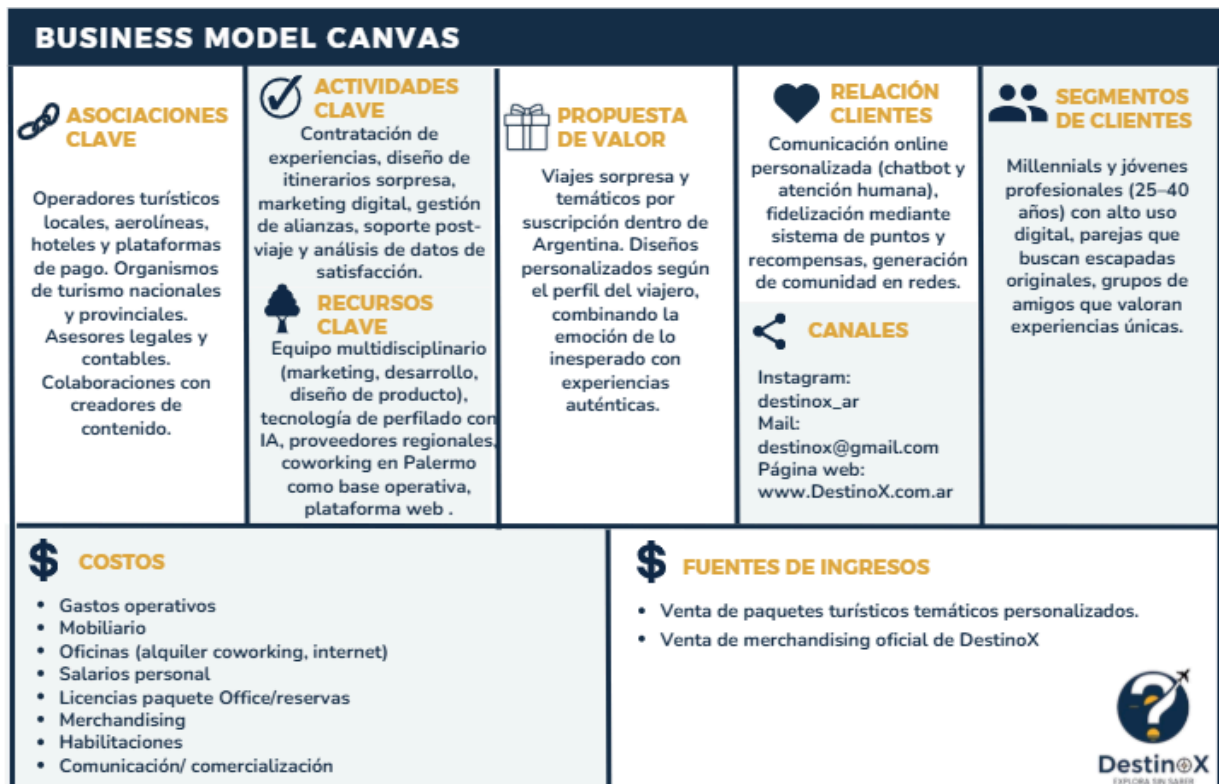 BUSINESS MODEL CANVAS
ASOCIACIONES
CLAVE
Operadores turísticos
locales, aerolíneas,
hoteles y plataformas
de pago. Organismos
de turismo nacionales
y provinciales.
Asesores legales y
contables.
Colaboraciones con
creadores de
contenido.
ACTIVIDADES
CLAVE
Contratación de
experiencias, diseño de
itinerarios sorpresa,
marketing digital, gestión
de alianzas, soporte post-
viaje y análisis de datos de
satisfacción.
RECURSOS
CLAVE
Equipo multidisciplinario
(marketing, desarrollo,
diseño de producto),
tecnología de perfilado con
IA, proveedores regionales,
coworking en Palermo
como base operativa,
plataforma web .
PROPUESTA
DE VALOR
Viajes sorpresa y
temáticos por
suscripción dentro de
Argentina. Diseños
personalizados según
el perfil del viajero,
combinando la
emoción de lo
inesperado con
experiencias
auténticas.
RELACIÓN
CLIENTES
Comunicación online
personalizada (chatbot y
atención humana),
fidelización mediante
sistema de puntos y
recompensas, generación
de comunidad en redes.
CANALES
Instagram:
destinox_ar
Mail:
destinox@gmail.com
Página web:
www.DestinoX.com.ar
SEGMENTOS
DE CLIENTES
Millennials y jóvenes
profesionales (25–40
años) con alto uso
digital, parejas que
buscan escapadas
originales, grupos de
amigos que valoran
experiencias únicas.
$ COSTOS
• Gastos operativos
• Mobiliario
• Oficinas (alquiler coworking, internet)
• Salarios personal
• Licencias paquete Office/reservas
• Merchandising
• Habilitaciones
• Comunicación/ comercialización
$ FUENTES DE INGRESOS
• Venta de paquetes turísticos temáticos personalizados.
• Venta de merchandising oficial de DestinoX
?
DestinoX
EXPLORA SIN SABER